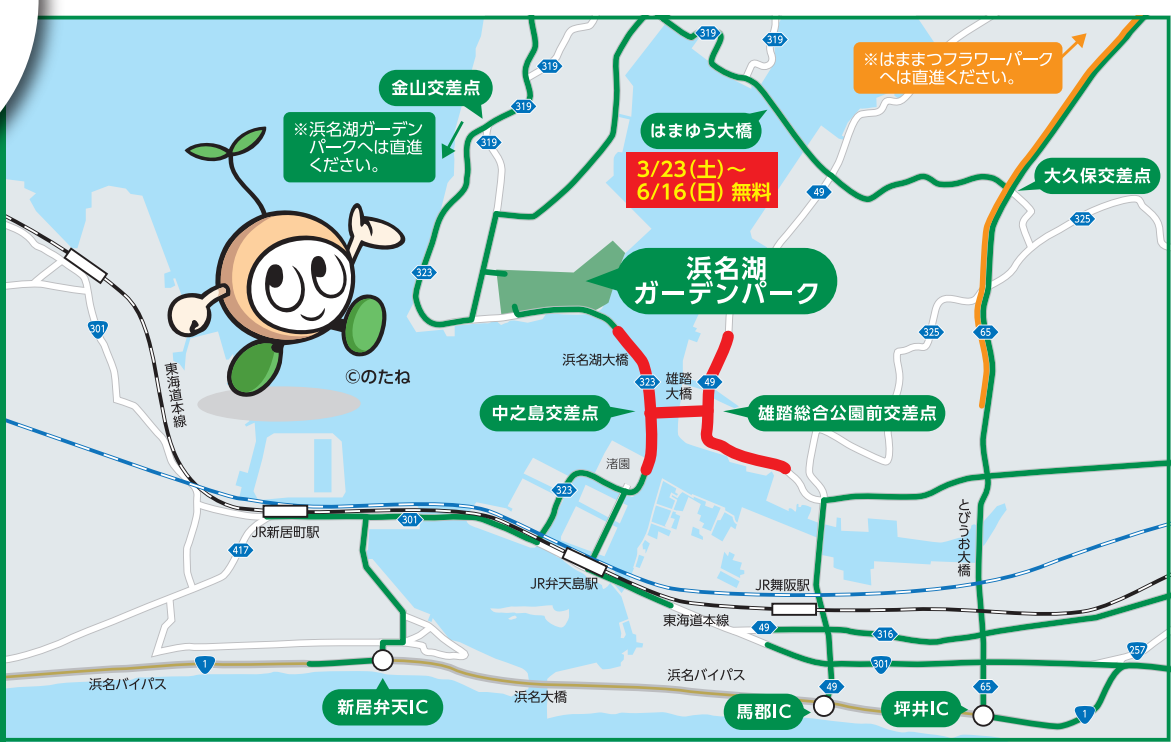 319
319
319
※はままつフラワーパーク
へは直進ください。
金山交差点
319
319
※浜名湖ガーデン
パークへは直進
ください。
はまゆう大橋
3/23(土)～
6/16(日) 無料
大久保交差点
49
325
浜名湖
ガーデンパーク
323
301
東海道本線
325
65
浜名湖大橋
323
雄踏
大橋
49
©のたね
中之島交差点
雄踏総合公園前交差点
渚園
323
301
JR新居町駅
417
とびうお大橋
JR弁天島駅
JR舞阪駅
東海道本線
49
316
301
257
1
浜名バイパス
新居弁天IC
浜名大橋
浜名バイパス
49
65
馬郡IC
坪井IC
1